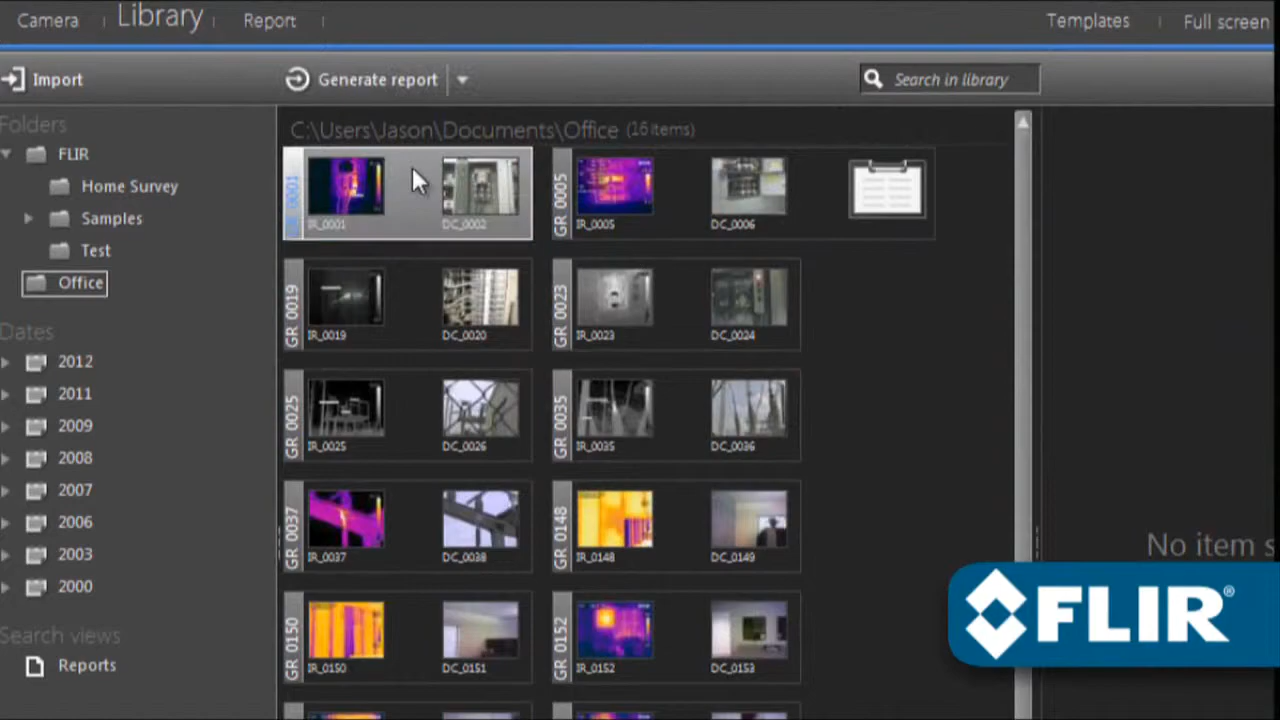 Camera Library Report Templates Full screen
Import Generate report Search in library
Folders
FLIR
Home Survey
Samples
Test
Office
Dates
2012
2011
2009
2008
2007
2006
2003
2000
Search views
Reports
C:\Users\Jason\Documents\Office (16 items)
GR 0001
IR_0001 DC_0002
GR 0005
IR_0005 DC_0006
GR 0019
IR_0019 DC_0020
GR 0023
IR_0023 DC_0024
GR 0025
IR_0025 DC_0026
GR 0035
IR_0035 DC_0036
GR 0037
IR_0037 DC_0038
GR 0148
IR_0148 DC_0149
GR 0150
IR_0150 DC_0151
GR 0152
IR_0152 DC_0153
No item s
FLIR®